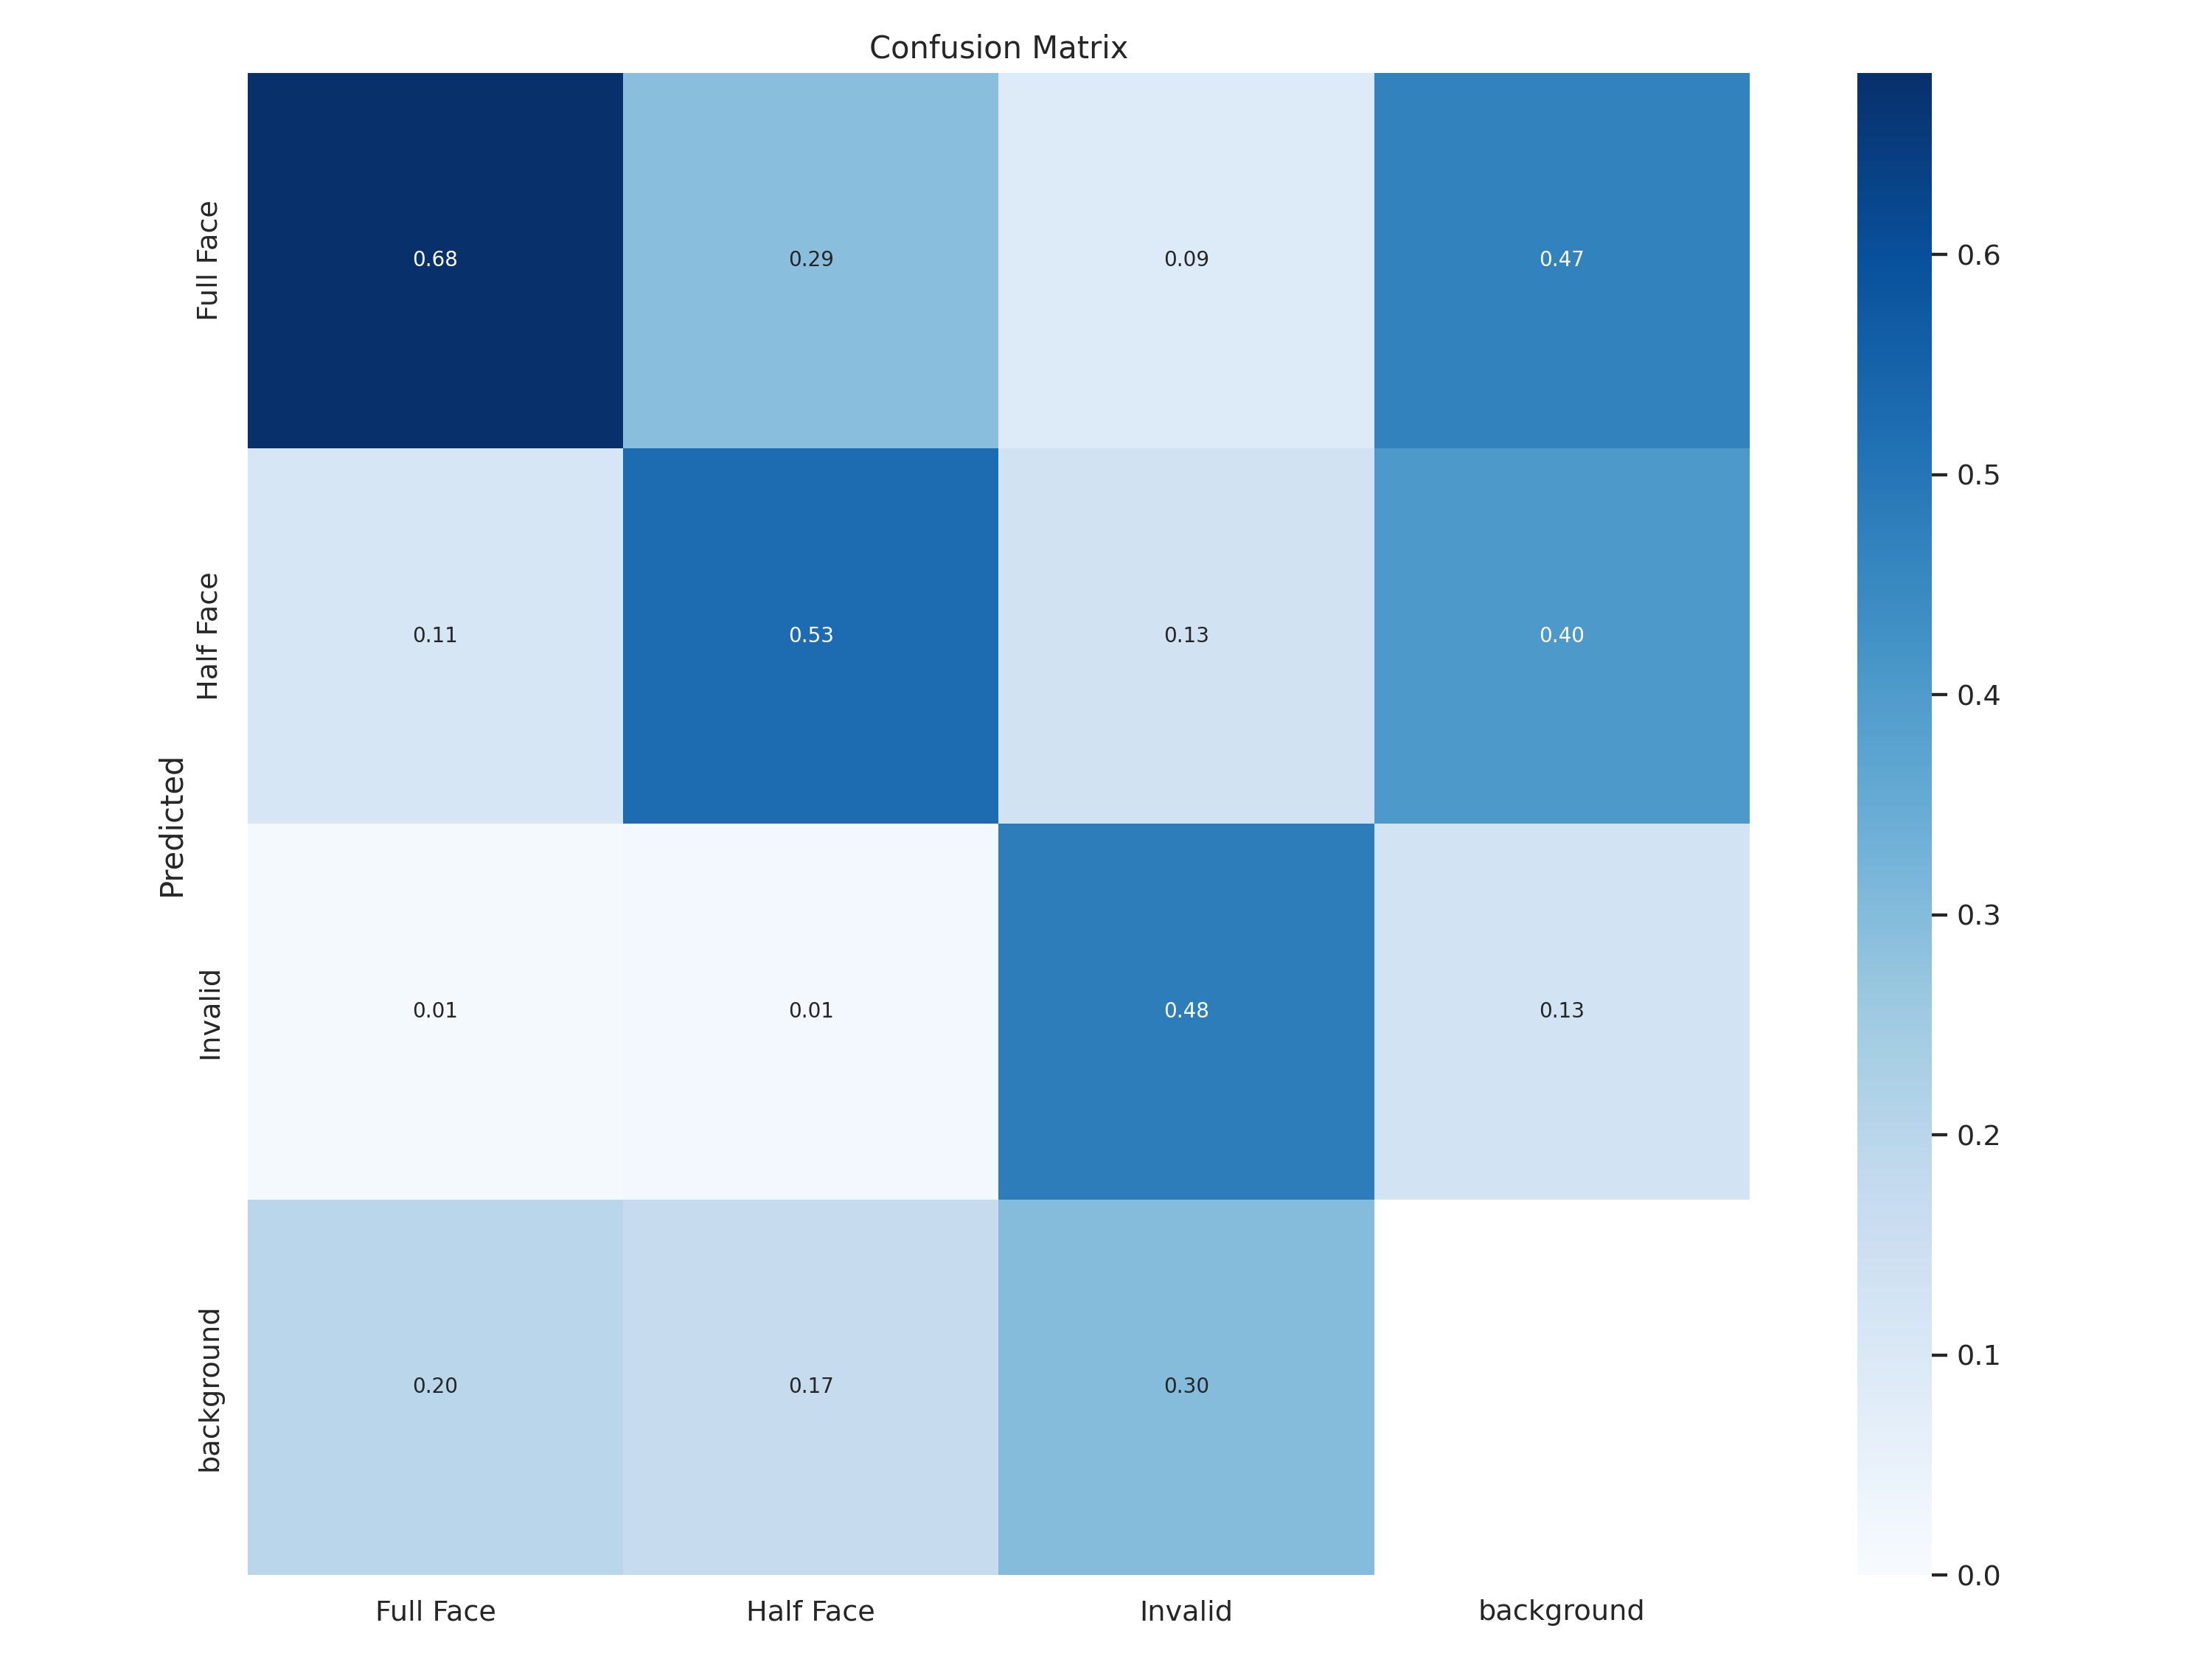 Confusion Matrix
Full Face
0.68
0.29
0.09
0.47
0.6
0.5
Half Face
0.11
0.53
0.13
0.40
0.4
Predicted
0.3
Invalid
0.01
0.01
0.48
0.13
0.2
0.1
background
0.20
0.17
0.30
0.0
Full Face
Half Face
Invalid
background